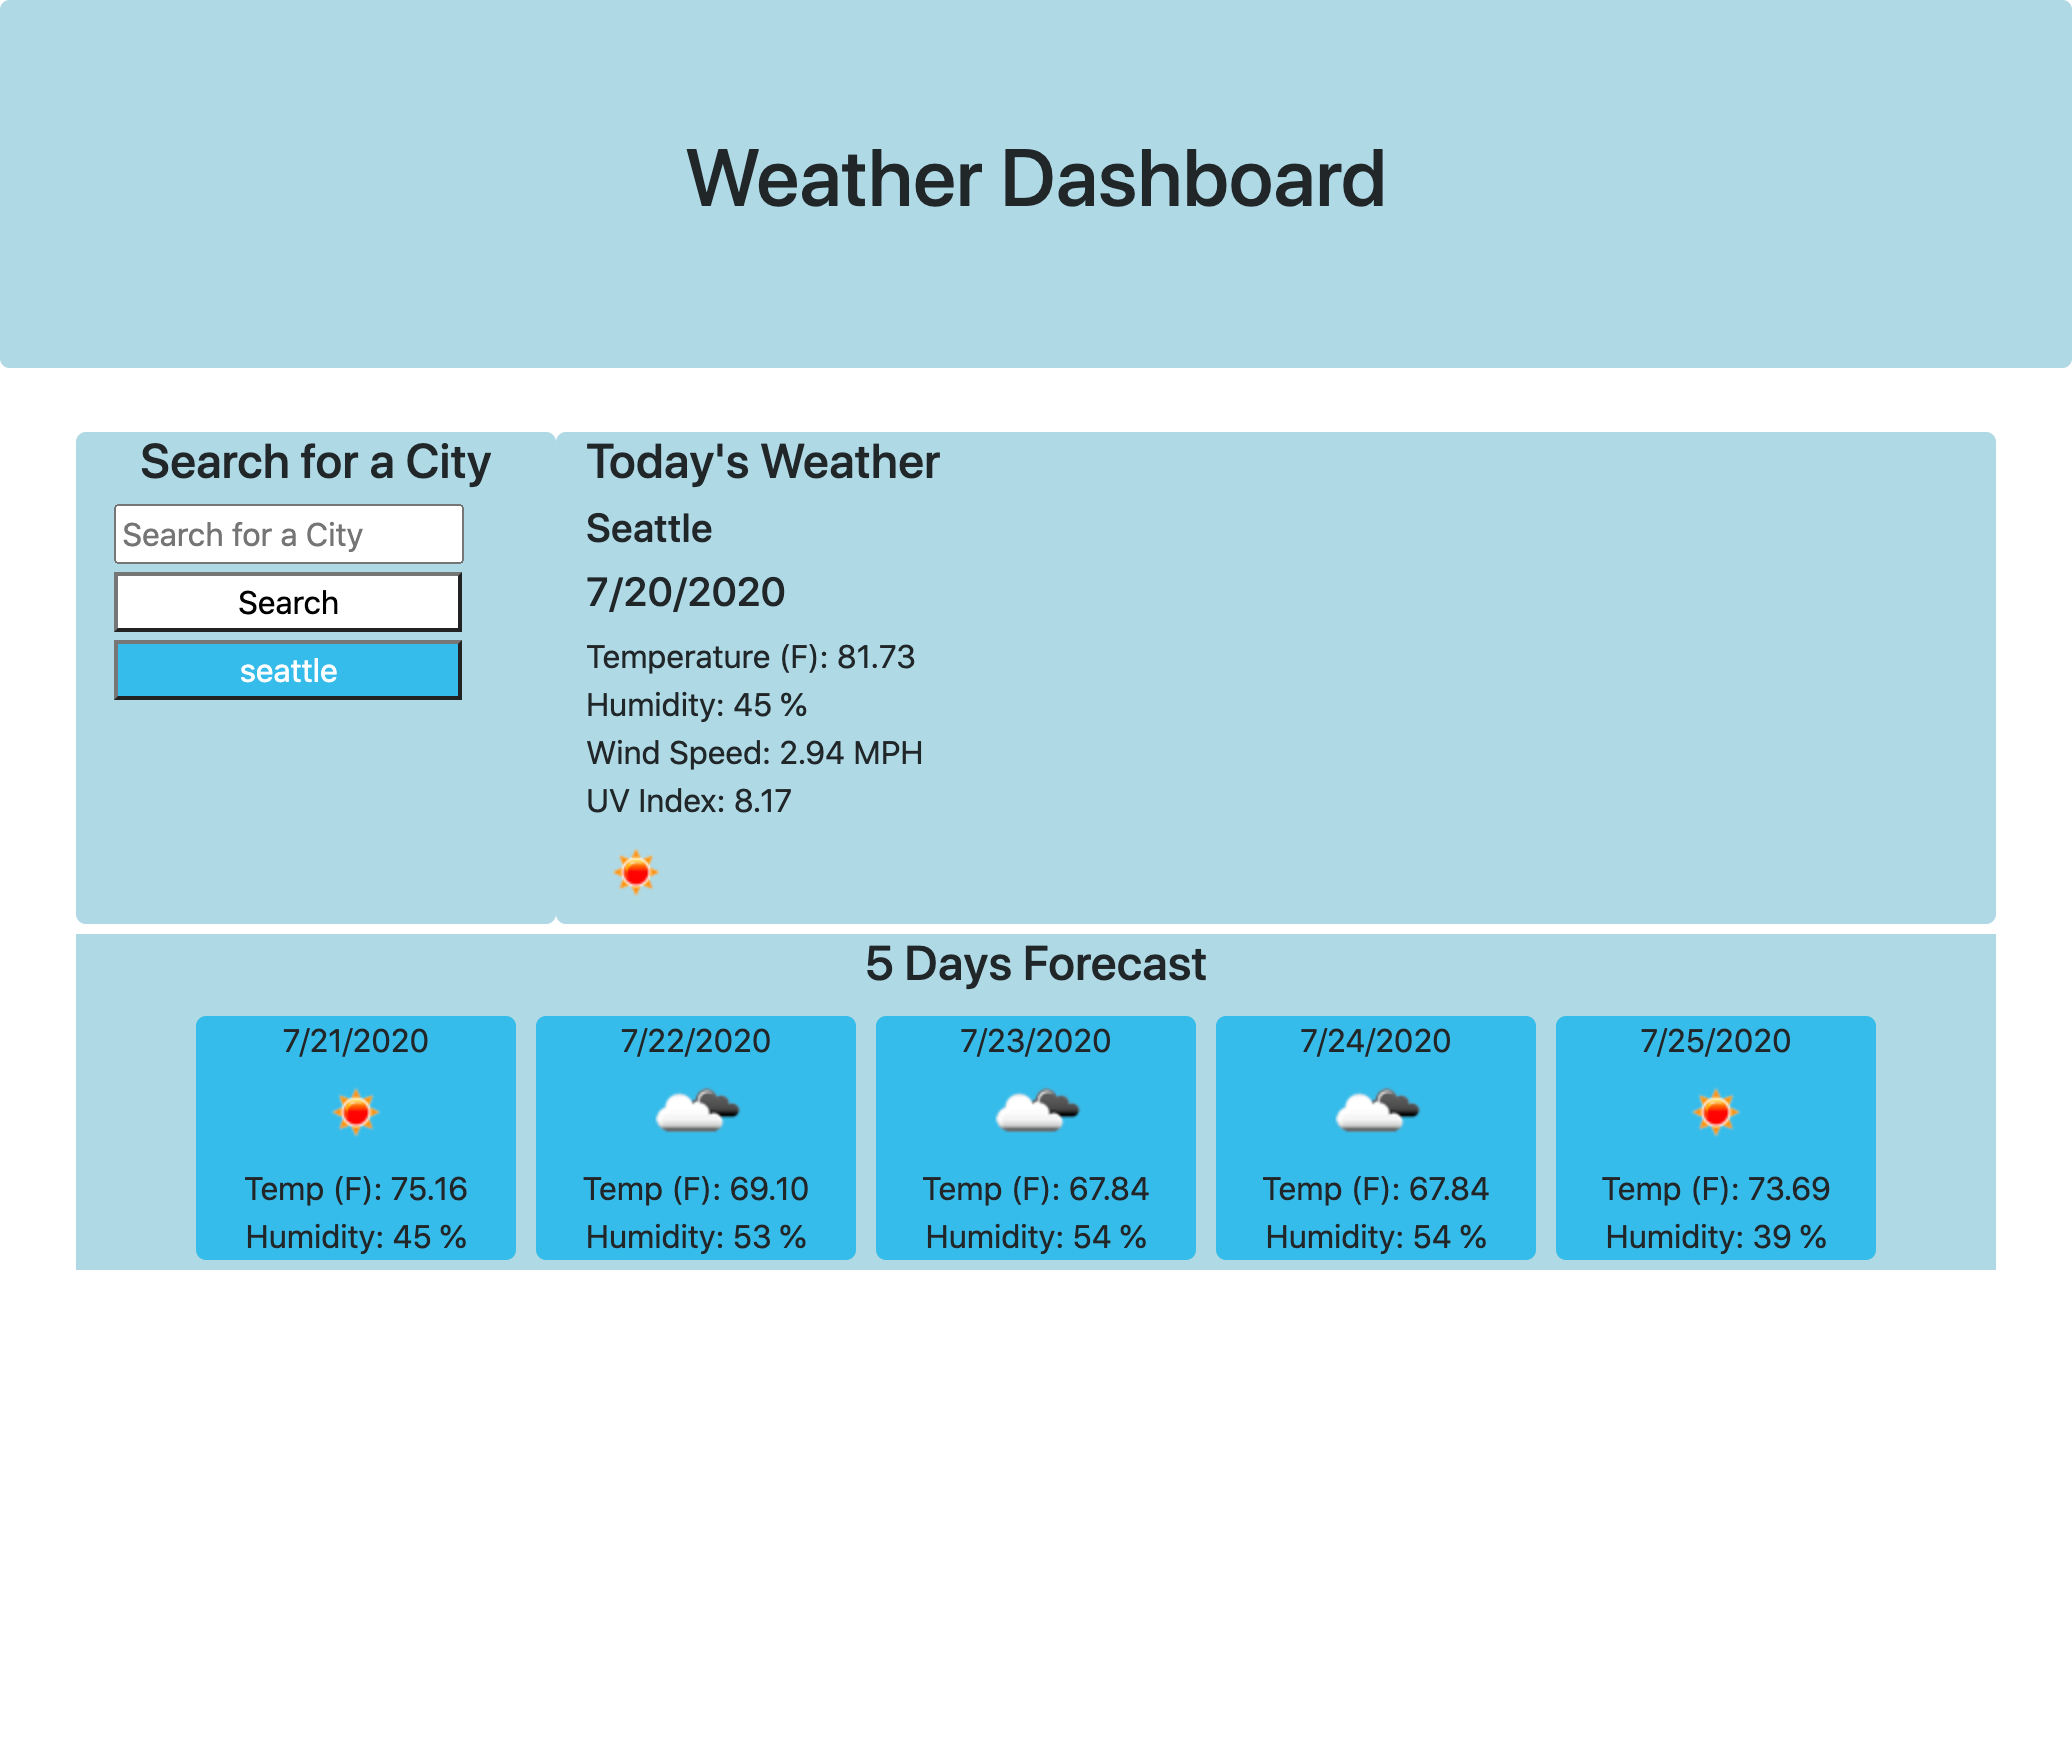 Weather Dashboard
Search for a City
Search for a City
Search
seattle
Today's Weather
Seattle
7/20/2020
Temperature (F): 81.73
Humidity: 45 %
Wind Speed: 2.94 MPH
UV Index: 8.17
5 Days Forecast
7/21/2020
Temp (F): 75.16
Humidity: 45 %
7/22/2020
Temp (F): 69.10
Humidity: 53 %
7/23/2020
Temp (F): 67.84
Humidity: 54 %
7/24/2020
Temp (F): 67.84
Humidity: 54 %
7/25/2020
Temp (F): 73.69
Humidity: 39 %